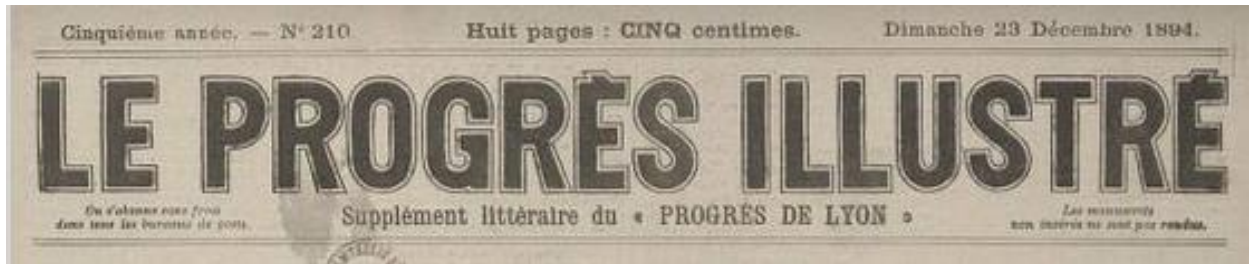 Cinquième année. — N° 210
Huit pages : CINQ centimes.
Dimanche 23 Décembre 1894.
LE PROGRÈS ILLUSTRÉ
On s'abonne sans frais
dans tous les bureaux de poste.
Supplément littéraire du « PROGRÈS DE LYON »
Les manuscrits
non insérés ne sont pas rendus.